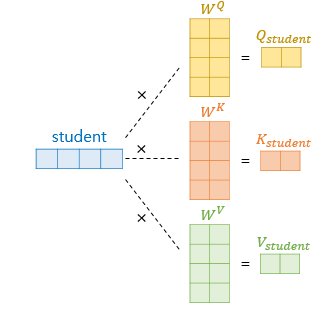 W^Q
Q_student
×
=
W^K
K_student
student
×
=
W^V
V_student
×
=